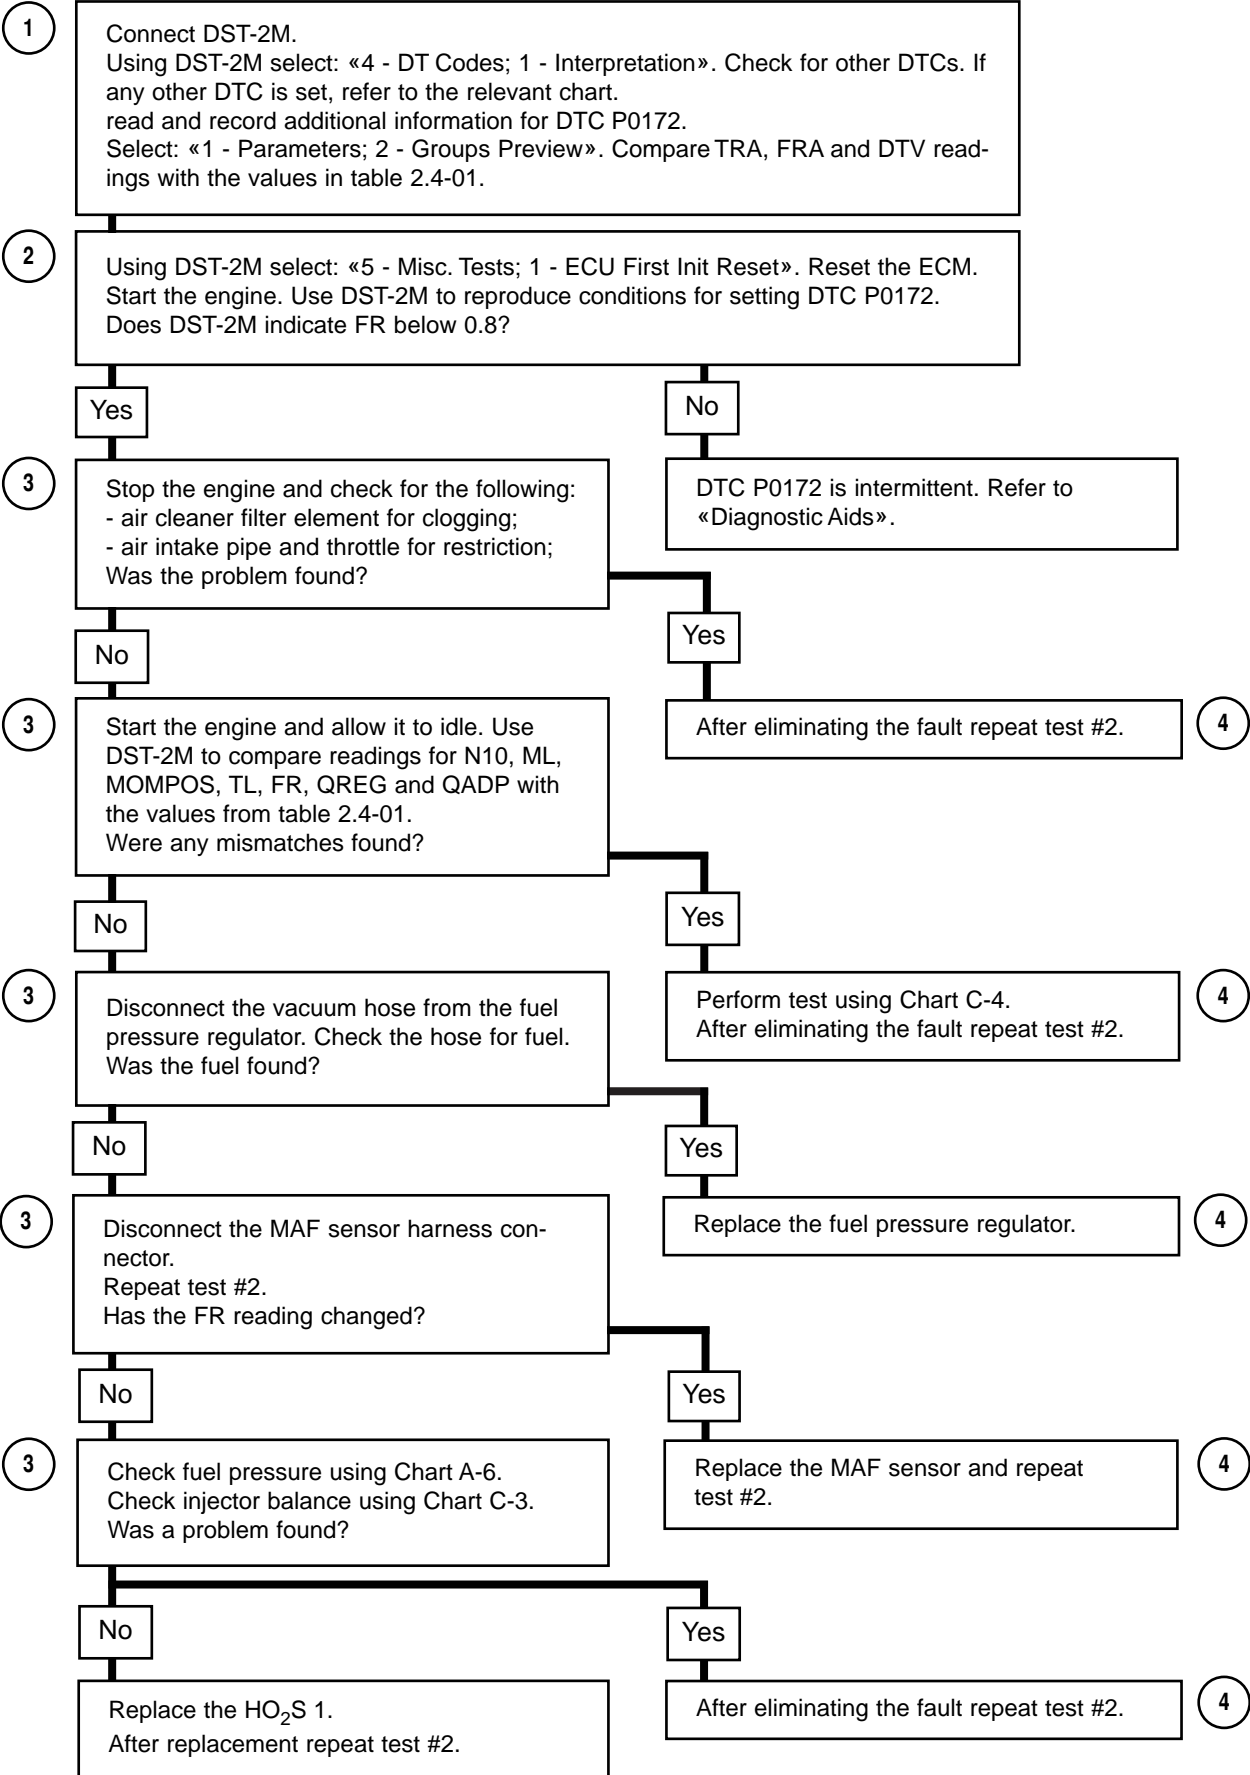 1
Connect DST-2M.
Using DST-2M select: «4 - DT Codes; 1 - Interpretation». Check for other DTCs. If
any other DTC is set, refer to the relevant chart.
read and record additional information for DTC P0172.
Select: «1 - Parameters; 2 - Groups Preview». Compare TRA, FRA and DTV read-
ings with the values in table 2.4-01.
2
Using DST-2M select: «5 - Misc. Tests; 1 - ECU First Init Reset». Reset the ECM.
Start the engine. Use DST-2M to reproduce conditions for setting DTC P0172.
Does DST-2M indicate FR below 0.8?
Yes
No
3
Stop the engine and check for the following:
- air cleaner filter element for clogging;
- air intake pipe and throttle for restriction;
Was the problem found?
DTC P0172 is intermittent. Refer to
«Diagnostic Aids».
No
Yes
3
Start the engine and allow it to idle. Use
DST-2M to compare readings for N10, ML,
MOMPOS, TL, FR, QREG and QADP with
the values from table 2.4-01.
Were any mismatches found?
After eliminating the fault repeat test #2.
4
No
Yes
3
Disconnect the vacuum hose from the fuel
pressure regulator. Check the hose for fuel.
Was the fuel found?
Perform test using Chart C-4.
After eliminating the fault repeat test #2.
4
No
Yes
3
Disconnect the MAF sensor harness con-
nector.
Repeat test #2.
Has the FR reading changed?
Replace the fuel pressure regulator.
4
No
Yes
3
Check fuel pressure using Chart A-6.
Check injector balance using Chart C-3.
Was a problem found?
Replace the MAF sensor and repeat
test #2.
4
No
Yes
Replace the HO₂S 1.
After replacement repeat test #2.
After eliminating the fault repeat test #2.
4